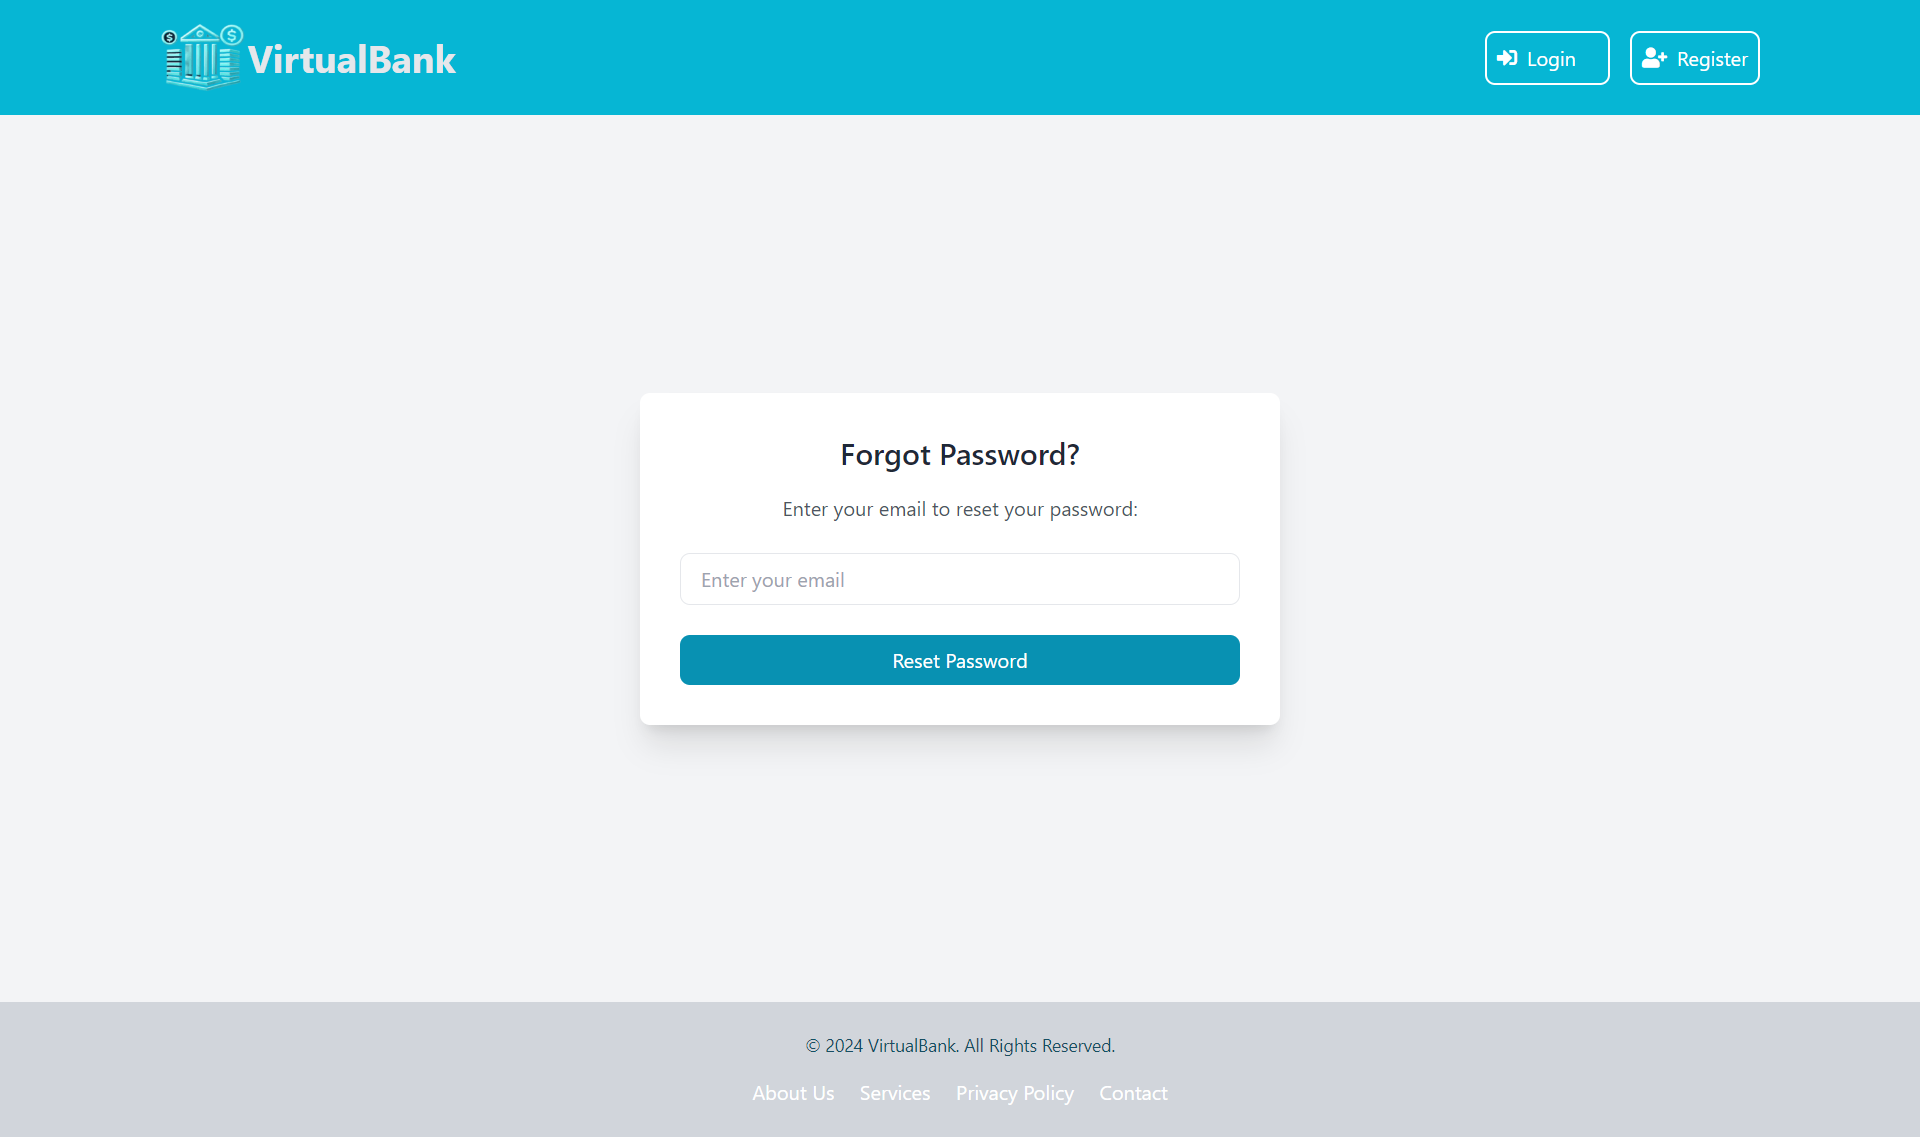 VirtualBank
Login
Register
Forgot Password?
Enter your email to reset your password:
Enter your email
Reset Password
© 2024 VirtualBank. All Rights Reserved.
About Us Services Privacy Policy Contact